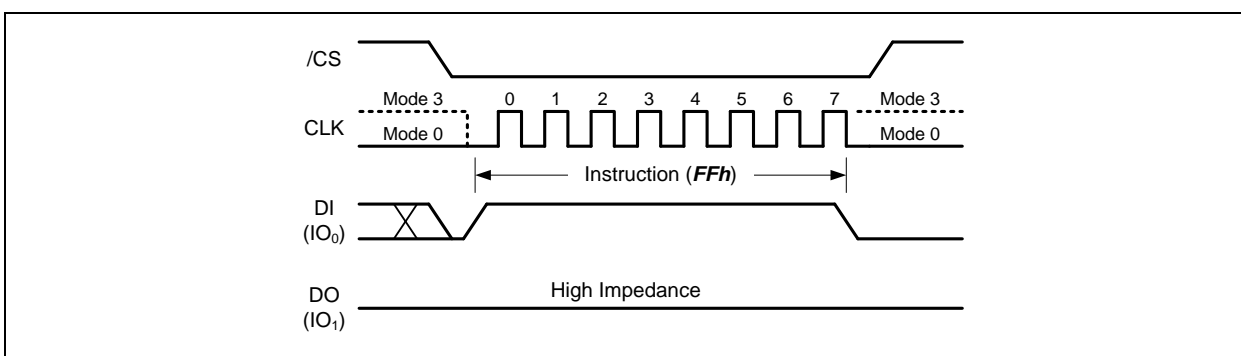 /CS
Mode 3 0 1 2 3 4 5 6 7 Mode 3
CLK
Mode 0 Mode 0
Instruction (FFh)
DI
(IO₀)
High Impedance
DO
(IO₁)